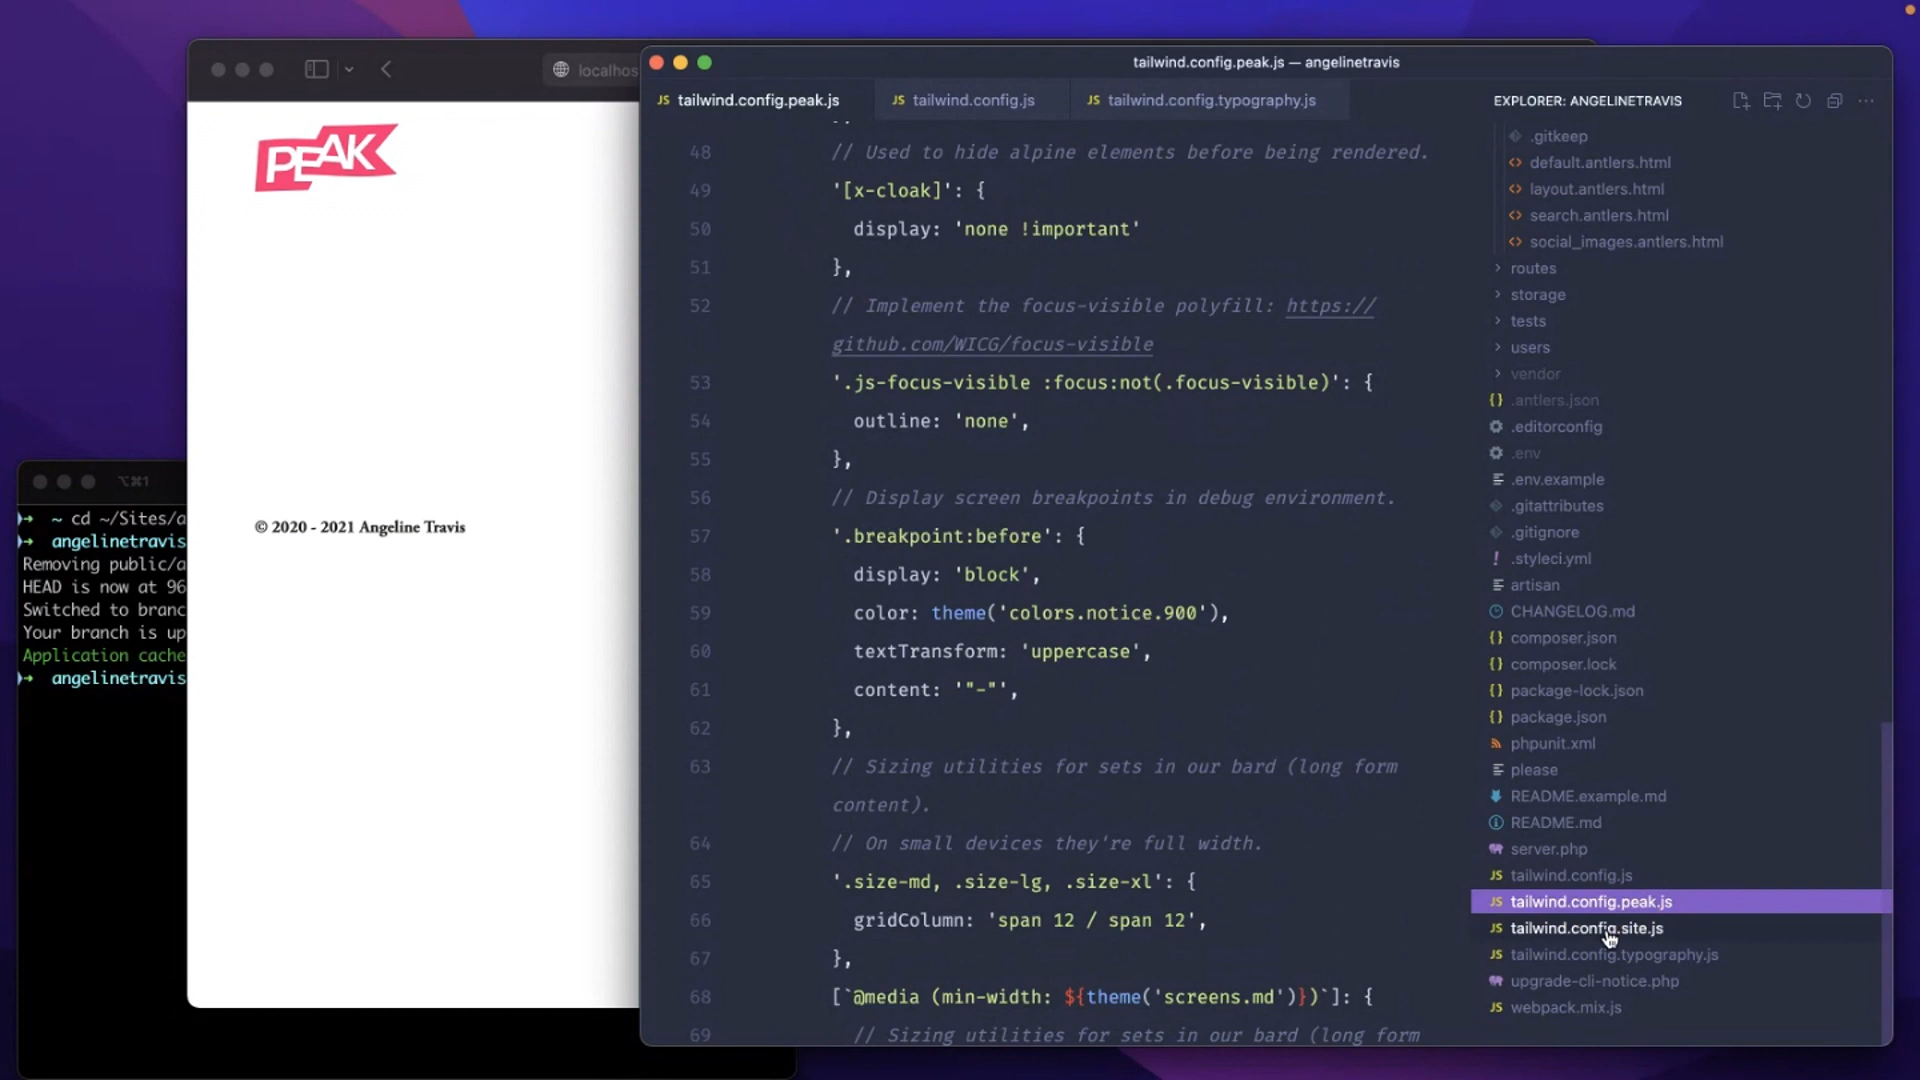 localhos
PEAK
© 2020 - 2021 Angeline Travis
⌥⌘1
~ cd ~/Sites/a
angelinetravis
Removing public/a
HEAD is now at 96
Switched to branc
Your branch is up
Application cache
angelinetravis
tailwind.config.peak.js — angelinetravis
JS tailwind.config.peak.js
JS tailwind.config.js
JS tailwind.config.typography.js
48 // Used to hide alpine elements before being rendered.
49 '[x-cloak]': {
50 display: 'none !important'
51 },
52 // Implement the focus-visible polyfill: https://
github.com/WICG/focus-visible
53 '.js-focus-visible :focus:not(.focus-visible)': {
54 outline: 'none',
55 },
56 // Display screen breakpoints in debug environment.
57 '.breakpoint:before': {
58 display: 'block',
59 color: theme('colors.notice.900'),
60 textTransform: 'uppercase',
61 content: '"-"',
62 },
63 // Sizing utilities for sets in our bard (long form
content).
64 // On small devices they're full width.
65 '.size-md, .size-lg, .size-xl': {
66 gridColumn: 'span 12 / span 12',
67 },
68 [`@media (min-width: ${theme('screens.md')})`]: {
69 // Sizing utilities for sets in our bard (long form
EXPLORER: ANGELINETRAVIS
.gitkeep
<> default.antlers.html
<> layout.antlers.html
<> search.antlers.html
<> social_images.antlers.html
routes
storage
tests
users
vendor
{} .antlers.json
.editorconfig
.env
.env.example
.gitattributes
.gitignore
! .styleci.yml
artisan
CHANGELOG.md
{} composer.json
{} composer.lock
{} package-lock.json
{} package.json
phpunit.xml
please
README.example.md
README.md
server.php
JS tailwind.config.js
JS tailwind.config.peak.js
JS tailwind.config.site.js
JS tailwind.config.typography.js
upgrade-cli-notice.php
JS webpack.mix.js